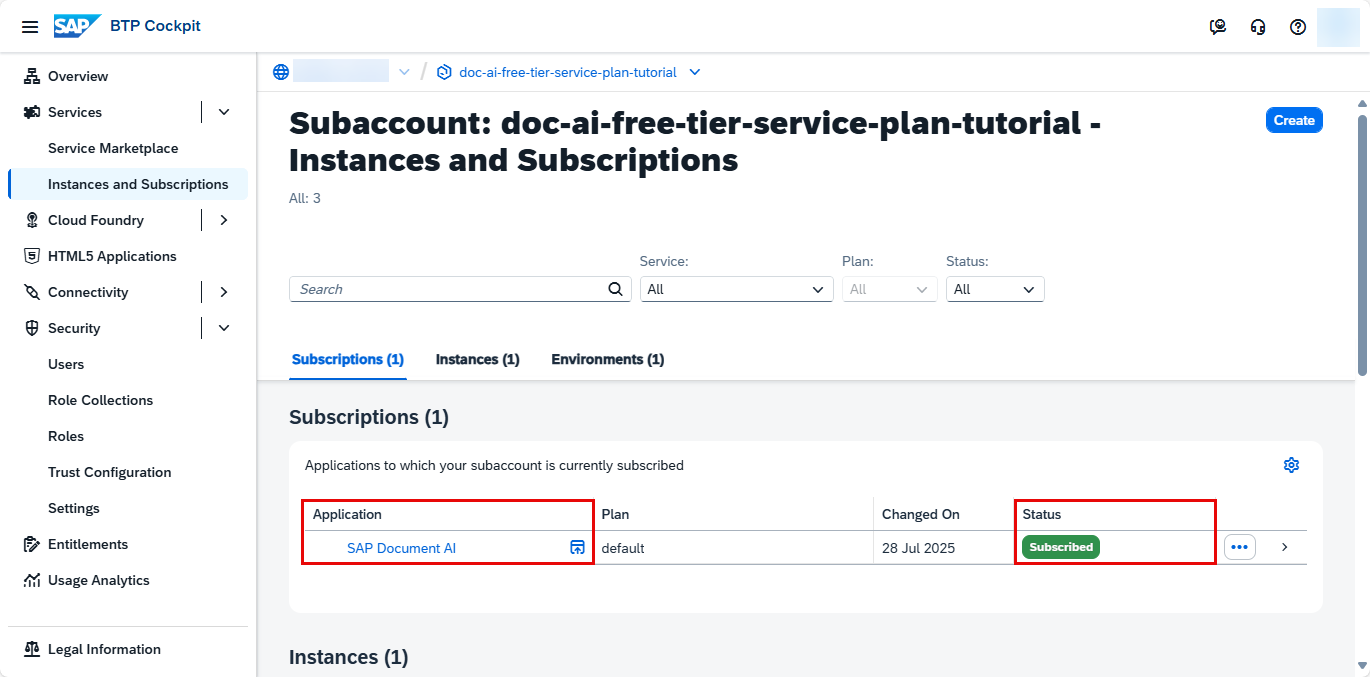 SAP BTP Cockpit
Overview
Services
Service Marketplace
Instances and Subscriptions
Cloud Foundry
HTML5 Applications
Connectivity
Security
Users
Role Collections
Roles
Trust Configuration
Settings
Entitlements
Usage Analytics
Legal Information
/ doc-ai-free-tier-service-plan-tutorial
Subaccount: doc-ai-free-tier-service-plan-tutorial -
Instances and Subscriptions
Create
All: 3
Service: Plan: Status:
Search All All All
Subscriptions (1) Instances (1) Environments (1)
Subscriptions (1)
Applications to which your subaccount is currently subscribed
Application Plan Changed On Status
SAP Document AI default 28 Jul 2025 Subscribed
Instances (1)